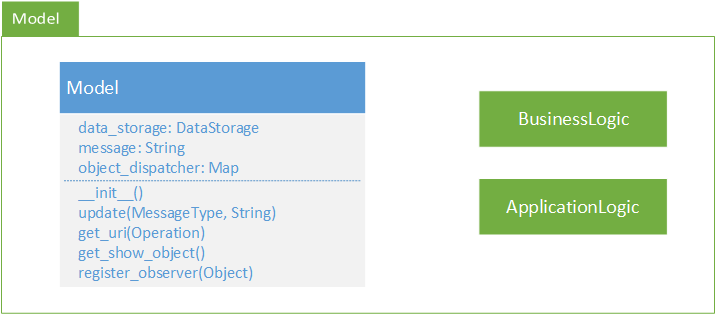 Model
Model
data_storage: DataStorage
message: String
object_dispatcher: Map
__init__()
update(MessageType, String)
get_uri(Operation)
get_show_object()
register_observer(Object)
BusinessLogic
ApplicationLogic